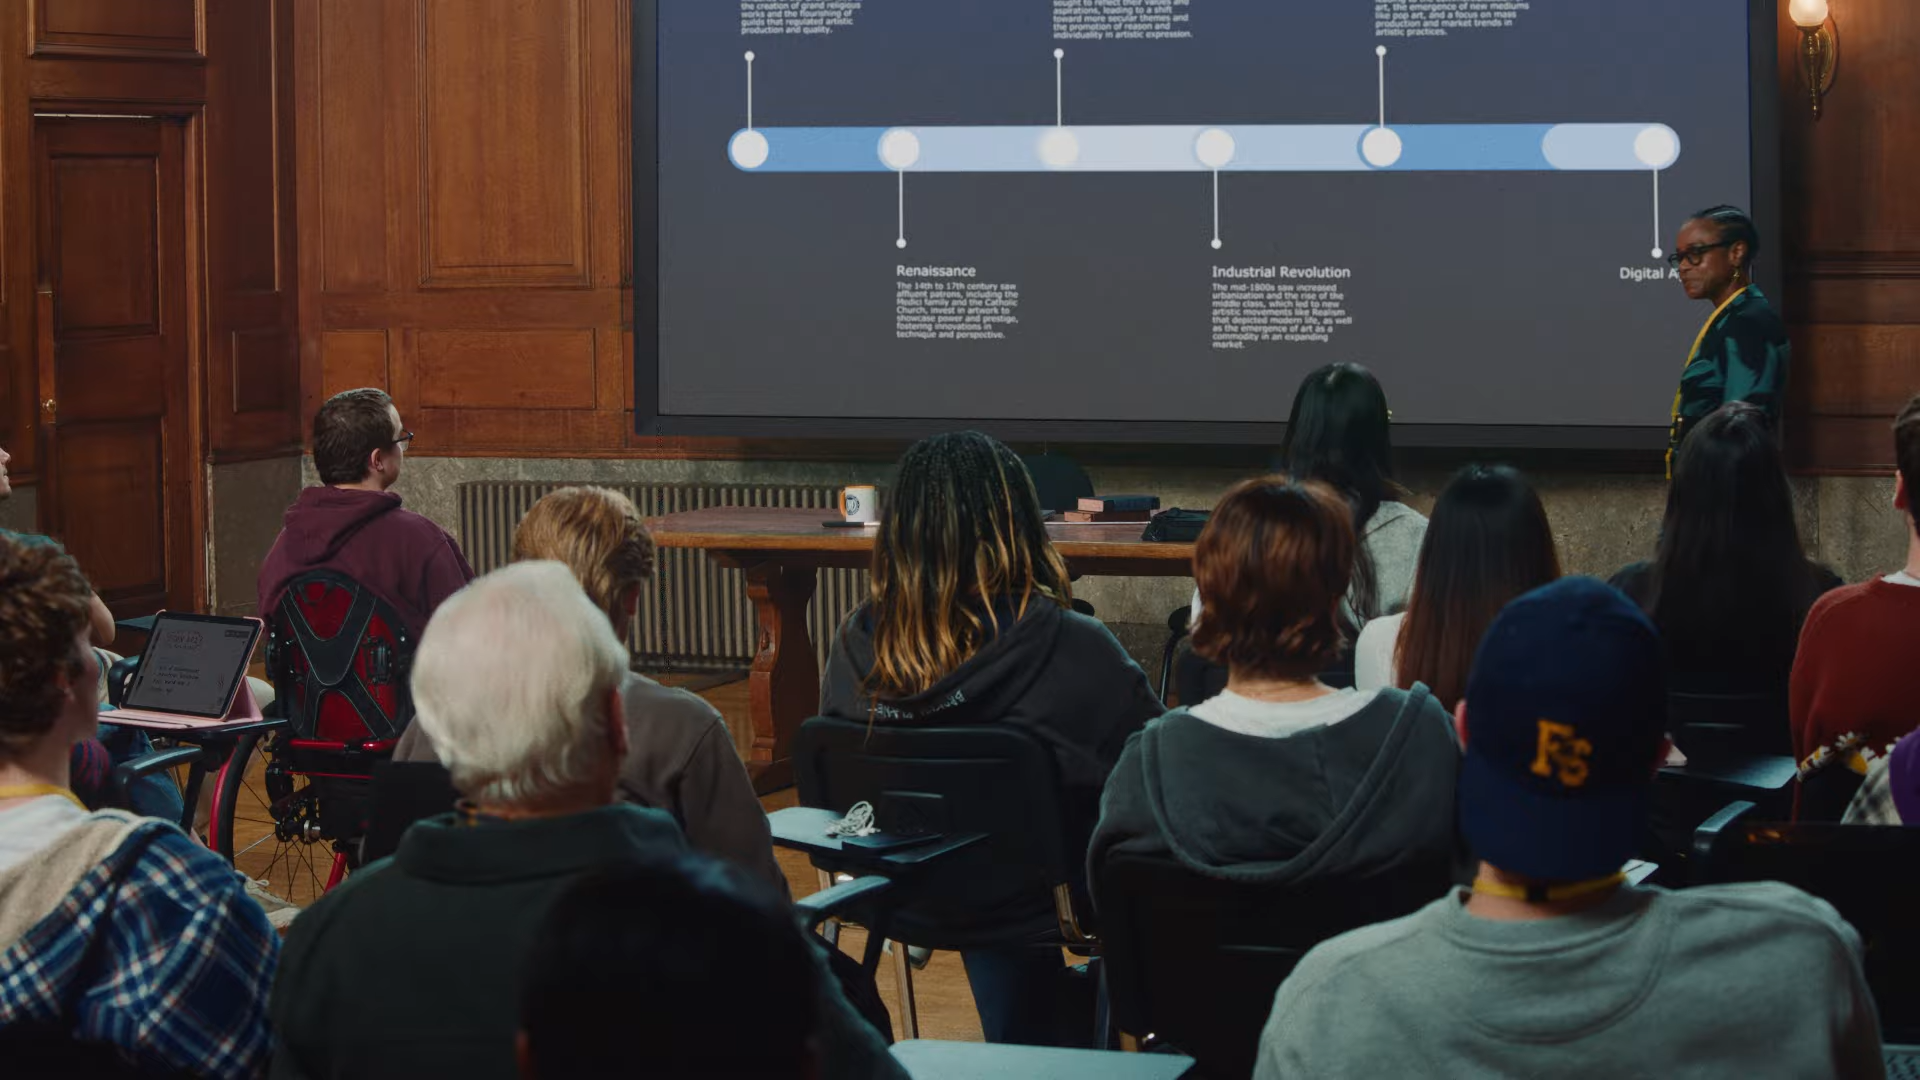 the creation of grand religious
works and the flourishing of
guilds that regulated artistic
production and quality.
sought to reflect their values and
aspirations, leading to a shift
toward more secular themes and
the promotion of reason and
individuality in artistic expression.
art, the emergence of new mediums
like pop art, and a focus on mass
production and market trends in
artistic practices.
Renaissance
The 14th to 17th century saw
affluent patrons, including the
Medici family and the Catholic
Church, invest in artwork to
showcase power and prestige,
fostering innovations in
technique and perspective.
Industrial Revolution
The mid-1800s saw increased
urbanization and the rise of the
middle class, which led to new
artistic movements like Realism
that depicted modern life, as well
as the emergence of art as a
commodity in an expanding
market.
Digital A
FS